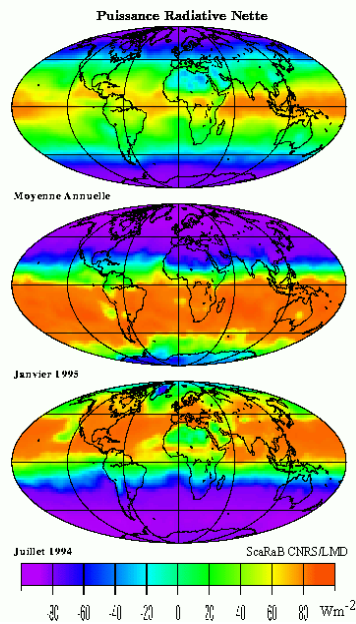 Puissance Radiative Nette
Moyenne Annuelle
Janvier 1995
Juillet 1994
ScaRaB CNRS/LMD
-80 -60 -40 -20 0 20 40 60 80 Wm-2